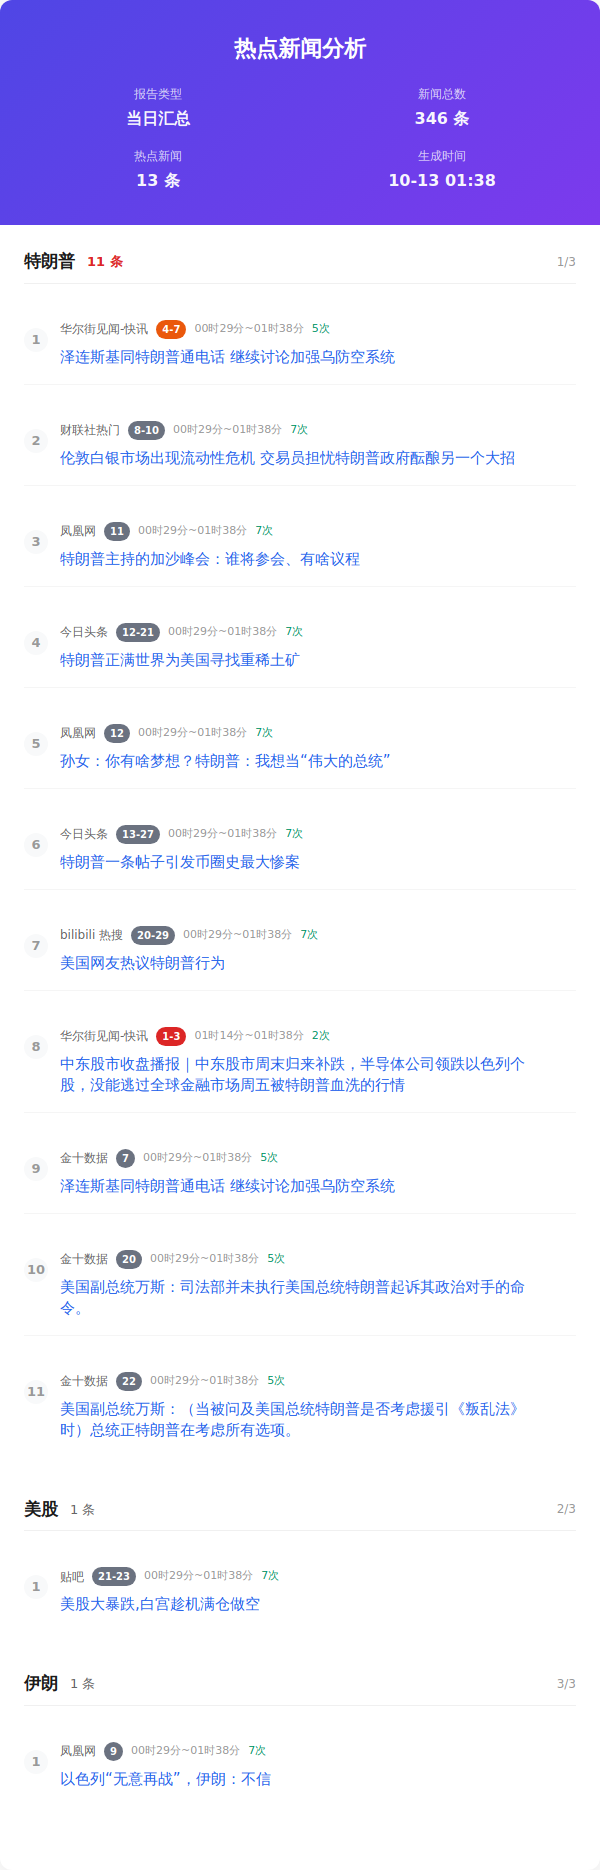 热点新闻分析
报告类型
新闻总数
当日汇总
346 条
热点新闻
生成时间
13 条
10-13 01:38
特朗普 11 条 1/3
1
华尔街见闻-快讯 4-7 00时29分~01时38分 5次
泽连斯基同特朗普通电话 继续讨论加强乌防空系统
2
财联社热门 8-10 00时29分~01时38分 7次
伦敦白银市场出现流动性危机 交易员担忧特朗普政府酝酿另一个大招
3
凤凰网 11 00时29分~01时38分 7次
特朗普主持的加沙峰会：谁将参会、有啥议程
4
今日头条 12-21 00时29分~01时38分 7次
特朗普正满世界为美国寻找重稀土矿
5
凤凰网 12 00时29分~01时38分 7次
孙女：你有啥梦想？特朗普：我想当“伟大的总统”
6
今日头条 13-27 00时29分~01时38分 7次
特朗普一条帖子引发币圈史最大惨案
7
bilibili 热搜 20-29 00时29分~01时38分 7次
美国网友热议特朗普行为
8
华尔街见闻-快讯 1-3 01时14分~01时38分 2次
中东股市收盘播报｜中东股市周末归来补跌，半导体公司领跌以色列个
股，没能逃过全球金融市场周五被特朗普血洗的行情
9
金十数据 7 00时29分~01时38分 5次
泽连斯基同特朗普通电话 继续讨论加强乌防空系统
10
金十数据 20 00时29分~01时38分 5次
美国副总统万斯：司法部并未执行美国总统特朗普起诉其政治对手的命
令。
11
金十数据 22 00时29分~01时38分 5次
美国副总统万斯：（当被问及美国总统特朗普是否考虑援引《叛乱法》
时）总统正特朗普在考虑所有选项。
美股 1 条 2/3
1
贴吧 21-23 00时29分~01时38分 7次
美股大暴跌,白宫趁机满仓做空
伊朗 1 条 3/3
1
凤凰网 9 00时29分~01时38分 7次
以色列“无意再战”，伊朗：不信